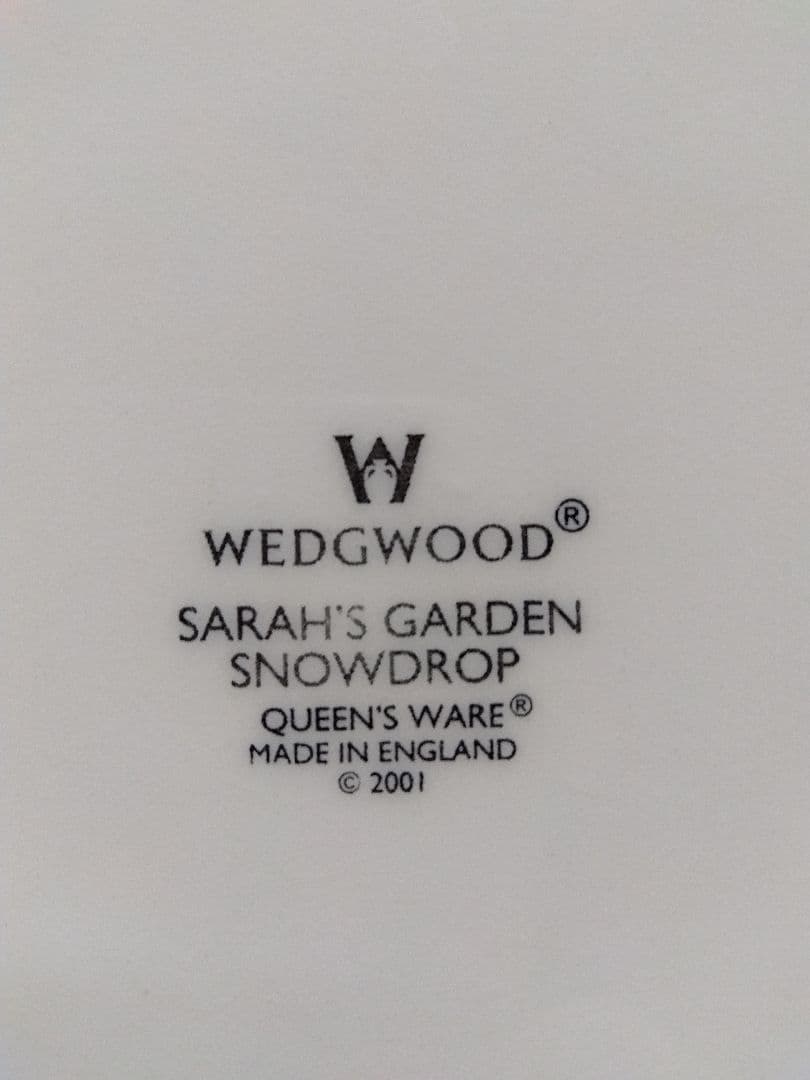 W
WEDGWOOD®
SARAH'S GARDEN
SNOWDROP
QUEEN'S WARE®
MADE IN ENGLAND
© 2001